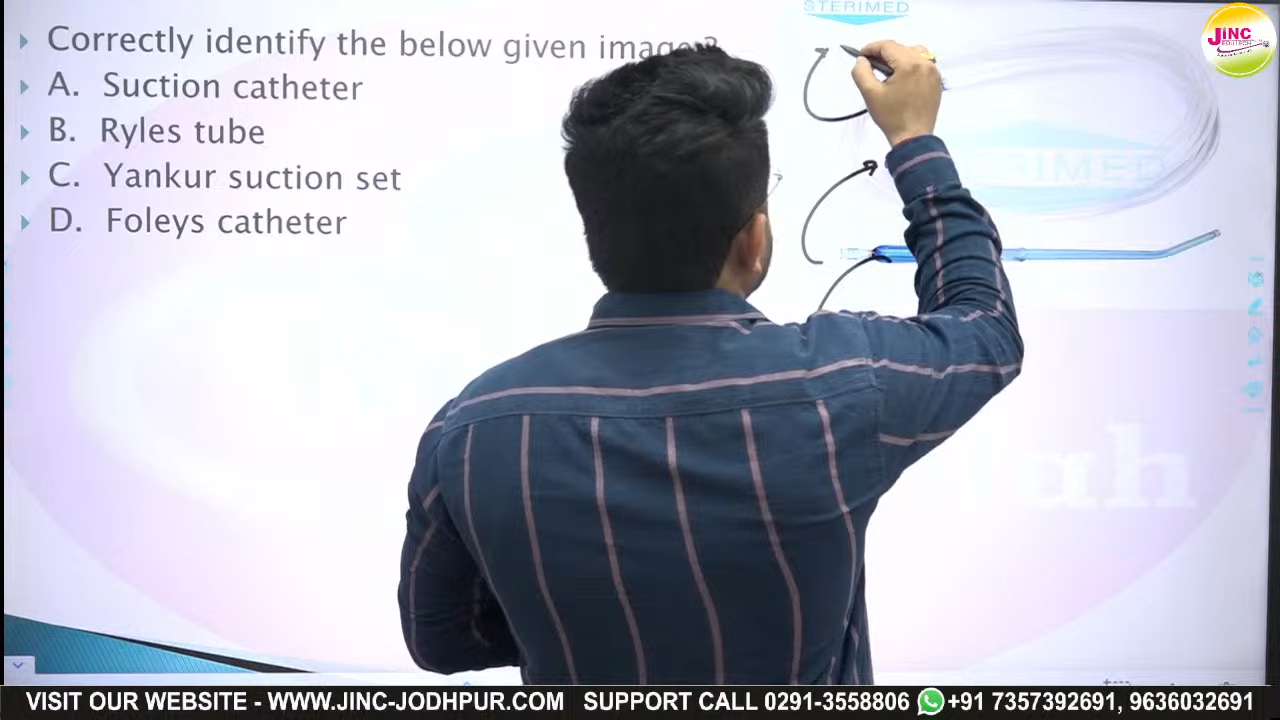 STERIMED
Correctly identify the below given image?
A. Suction catheter
B. Ryles tube
C. Yankur suction set
D. Foleys catheter
JINC
VISIT OUR WEBSITE - WWW.JINC-JODHPUR.COM SUPPORT CALL 0291-3558806 +91 7357392691, 9636032691